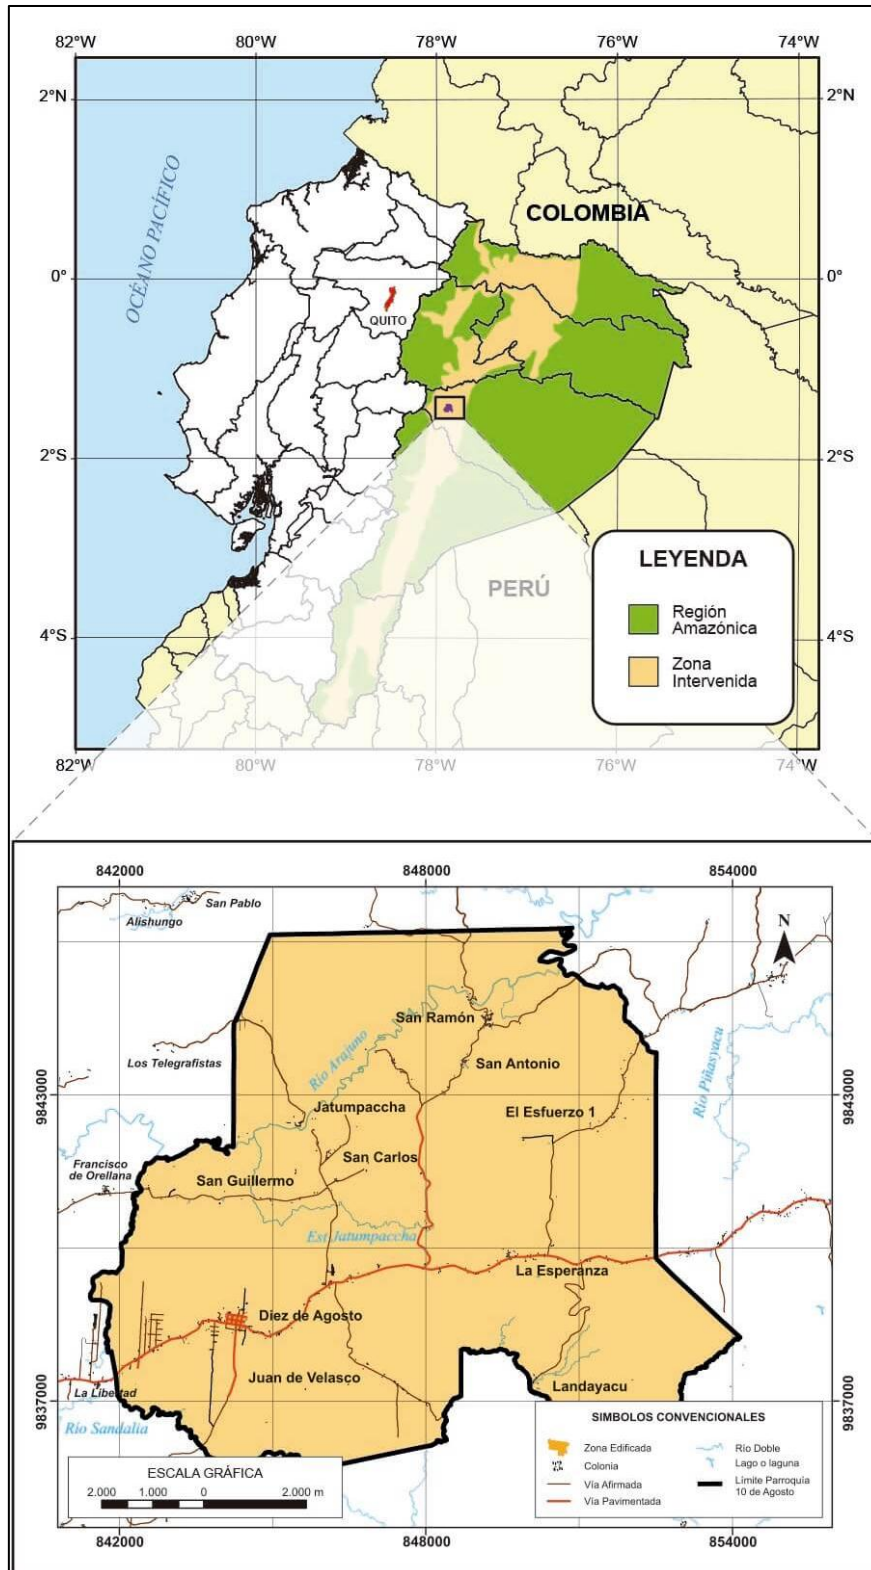 82°W 80°W 78°W 76°W 74°W
2°N 2°N
COLOMBIA
OCÉANO PACÍFICO
0° 0°
QUITO
2°S 2°S
LEYENDA
PERÚ
Región
Amazónica
4°S 4°S
Zona
Intervenida
82°W 80°W 78°W 76°W 74°W
842000 848000 854000
San Pablo
Alishungo
N
San Ramón
Río Arajuno
Los Telegrafistas
San Antonio
Río Piñasyacu
9843000 9843000
Jatumpaccha
El Esfuerzo 1
San Carlos
Francisco
de Orellana
San Guillermo
Est Jatumpaccha
La Esperanza
Diez de Agosto
Juan de Velasco
Landayacu
La Libertad
9837000 9837000
Río Sandalia
SIMBOLOS CONVENCIONALES
Zona Edificada
Colonia
Vía Afirmada
Vía Pavimentada
Río Doble
Lago o laguna
Límite Parroquia
10 de Agosto
ESCALA GRÁFICA
2.000 1.000 0 2.000 m
842000 848000 854000